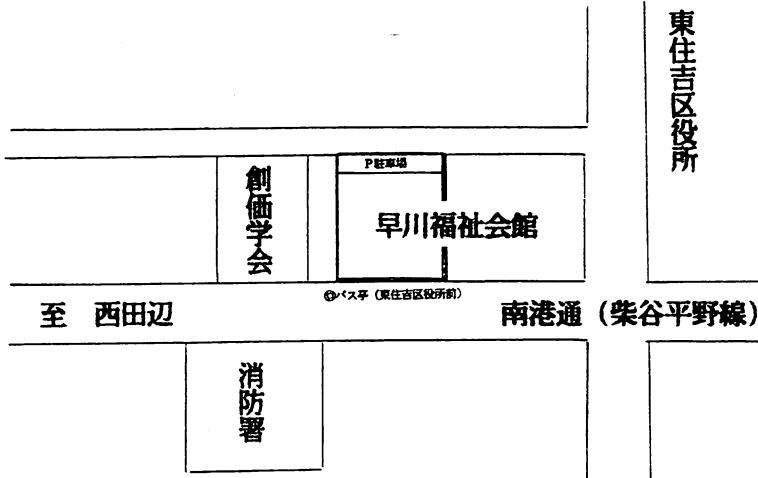 東住吉区役所
P駐車場
創価学会
早川福祉会館
バス亭（東住吉区役所前）
至 西田辺
南港通（柴谷平野線）
消防署